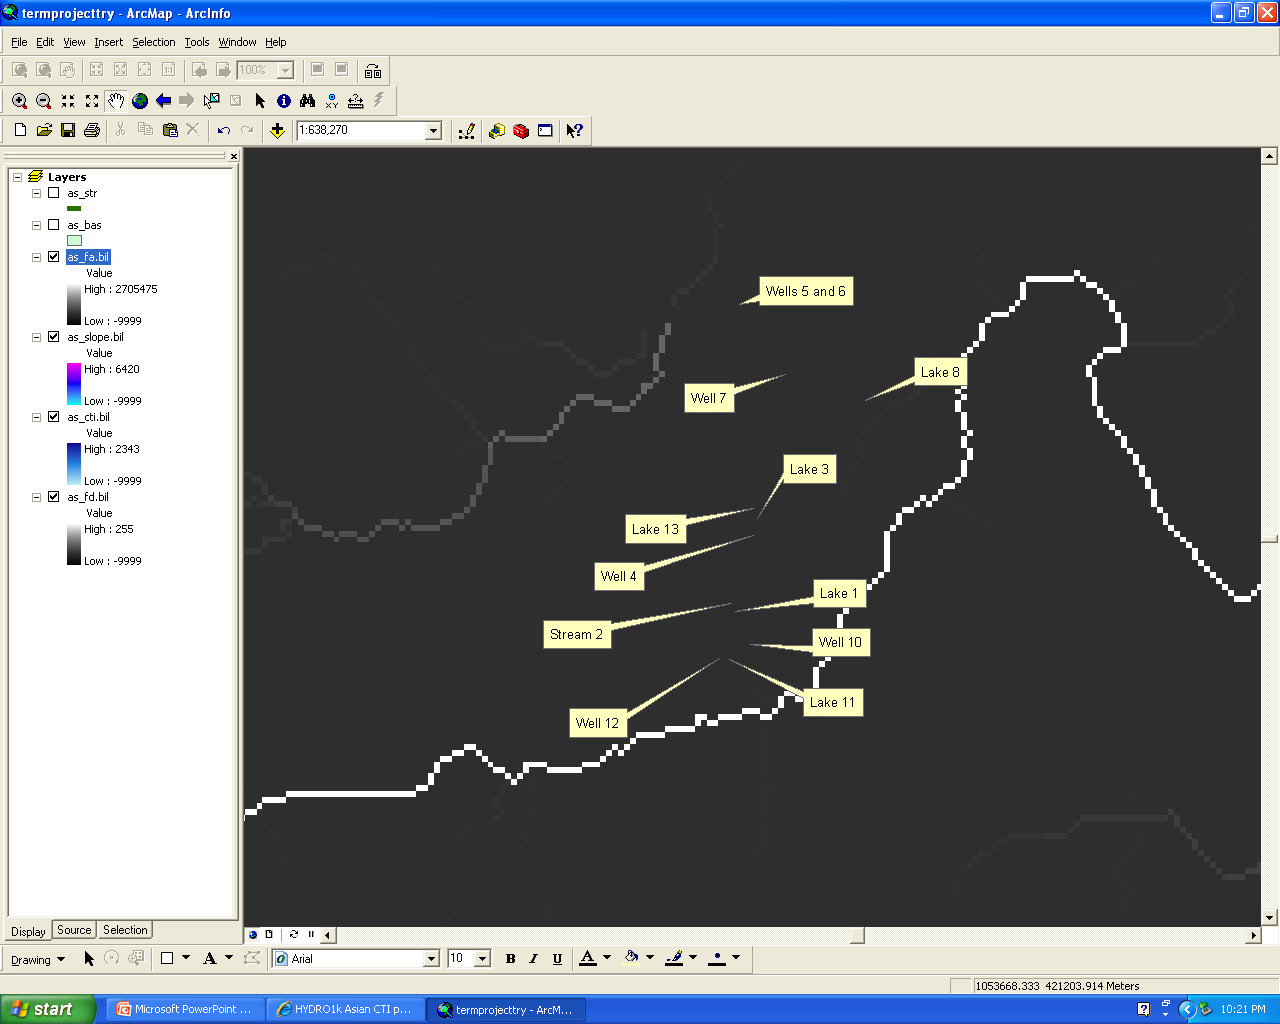 termprojecttry - ArcMap - ArcInfo
File Edit View Insert Selection Tools Window Help
100%
1:638,270
Layers
as_str
as_bas
as_fa.bil
Value
High : 2705475
Low : -9999
as_slope.bil
Value
High : 6420
Low : -9999
as_cti.bil
Value
High : 2343
Low : -9999
as_fd.bil
Value
High : 255
Low : -9999
Wells 5 and 6
Lake 8
Well 7
Lake 3
Lake 13
Well 4
Lake 1
Stream 2
Well 10
Lake 11
Well 12
Display Source Selection
Drawing A Arial 10 B I U A
1053668.333 421203.914 Meters
start Microsoft PowerPoint ... HYDRO1k Asian CTI p... termprojecttry - ArcM... 10:21 PM